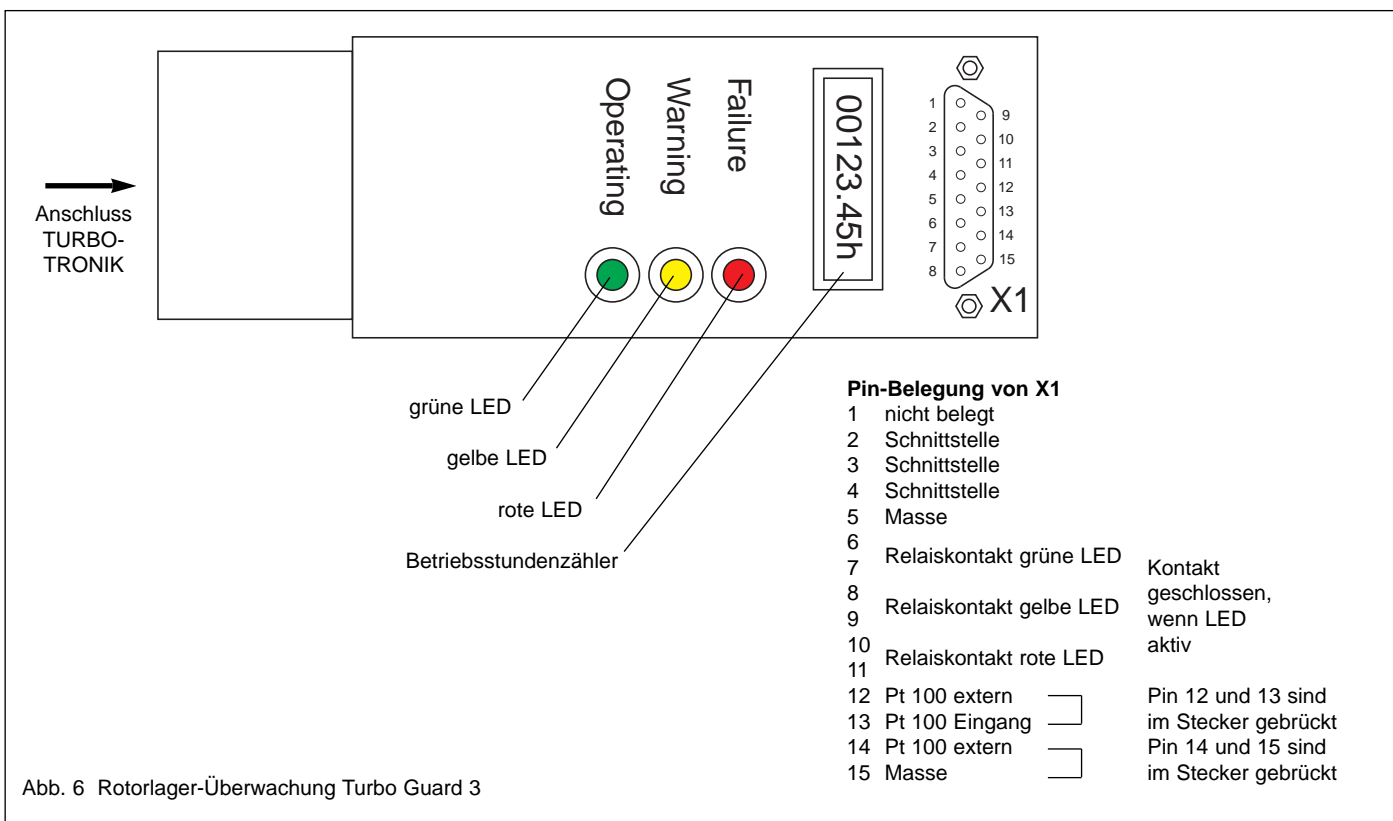 Anschluss
TURBO-
TRONIK
Operating
Warning
Failure
00123.45h
1
2
3
4
5
6
7
8
9
10
11
12
13
14
15
X1
grüne LED
gelbe LED
rote LED
Betriebsstundenzähler
Pin-Belegung von X1
1 nicht belegt
2 Schnittstelle
3 Schnittstelle
4 Schnittstelle
5 Masse
6
7
Relaiskontakt grüne LED
8
9
Relaiskontakt gelbe LED
10
11
Relaiskontakt rote LED
Kontakt
geschlossen,
wenn LED
aktiv
12 Pt 100 extern
13 Pt 100 Eingang
Pin 12 und 13 sind
im Stecker gebrückt
14 Pt 100 extern
15 Masse
Pin 14 und 15 sind
im Stecker gebrückt
Abb. 6 Rotorlager-Überwachung Turbo Guard 3